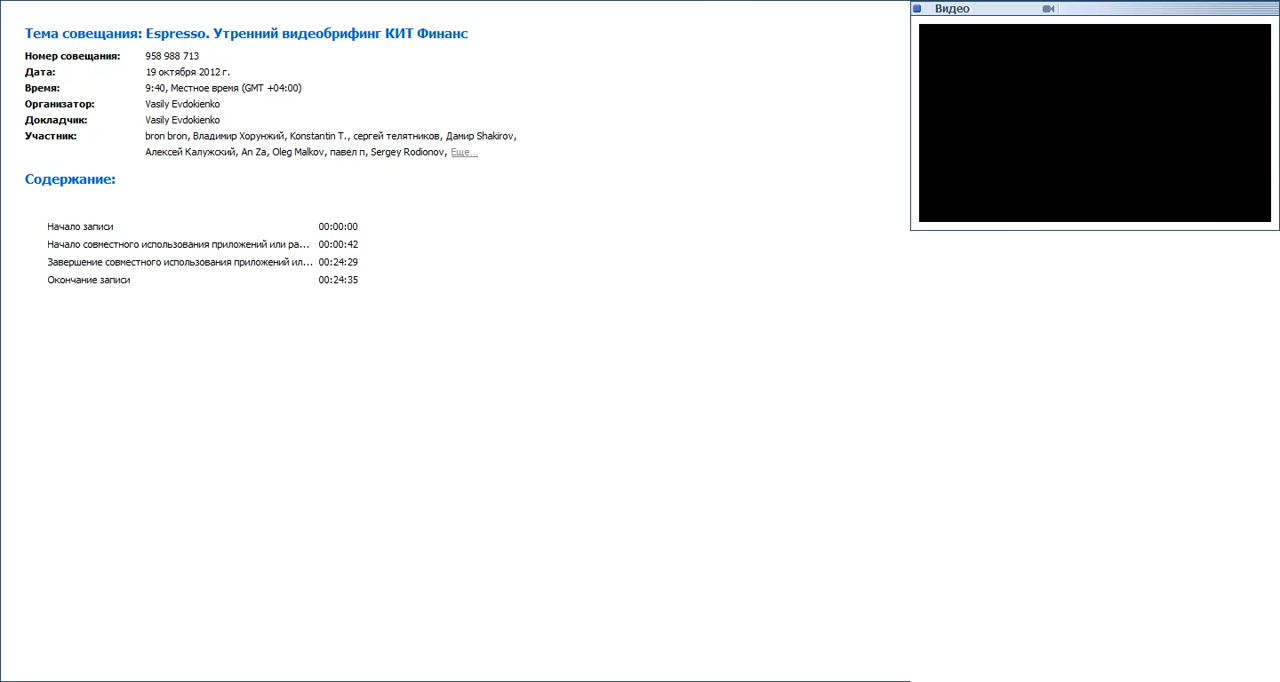 Тема совещания: Espresso. Утренний видеобрифинг КИТ Финанс
Номер совещания: 958 988 713
Дата: 19 октября 2012 г.
Время: 9:40, Местное время (GMT +04:00)
Организатор: Vasily Evdokienko
Докладчик: Vasily Evdokienko
Участник: bron bron, Владимир Хорунжий, Konstantin T., сергей телятников, Дамир Shakirov,
Алексей Калужский, An Za, Oleg Malkov, павел п, Sergey Rodionov, Еще...
Содержание:
Начало записи 00:00:00
Начало совместного использования приложений или ра... 00:00:42
Завершение совместного использования приложений ил... 00:24:29
Окончание записи 00:24:35
Видео